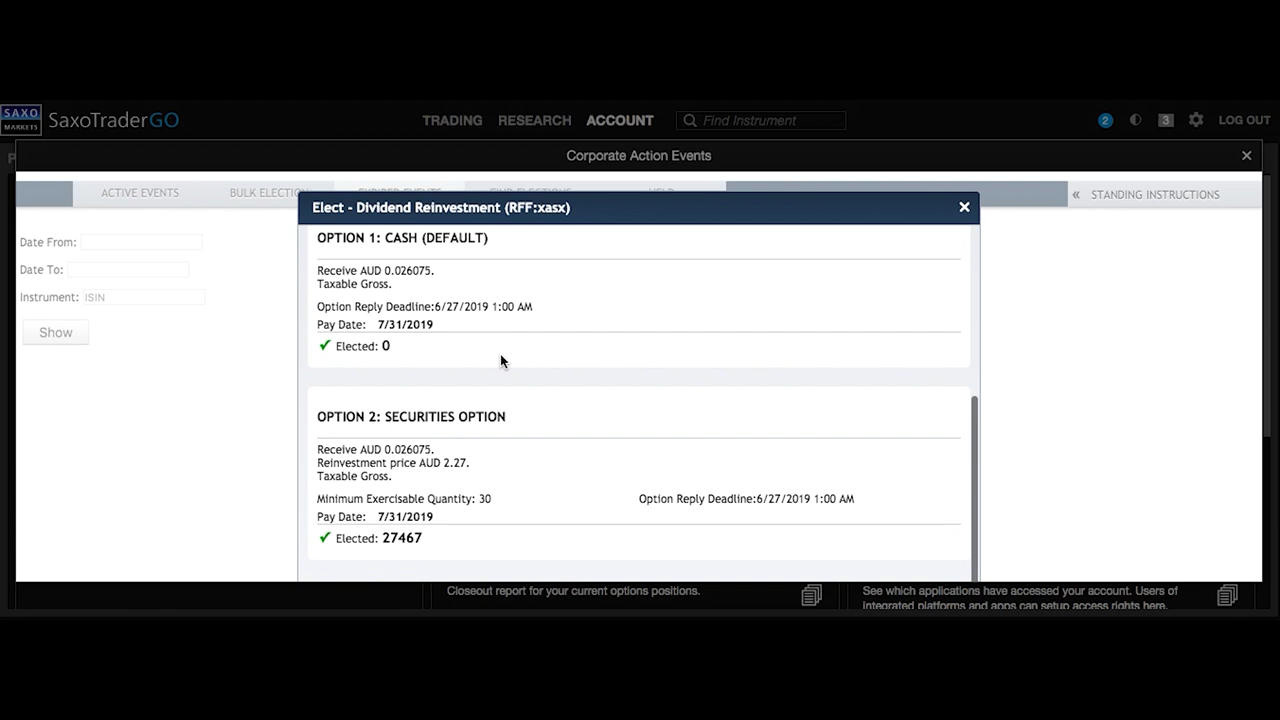 SAXO
MARKETS
SaxoTraderGO
TRADING RESEARCH ACCOUNT Find Instrument 2 3 LOG OUT
Corporate Action Events
ACTIVE EVENTS BULK ELECTION EXPIRED EVENTS FIND ELECTIONS HELP « STANDING INSTRUCTIONS
Elect - Dividend Reinvestment (RFF:xasx)
Date From:
Date To:
Instrument: ISIN
Show
OPTION 1: CASH (DEFAULT)
Receive AUD 0.026075.
Taxable Gross.
Option Reply Deadline:6/27/2019 1:00 AM
Pay Date: 7/31/2019
Elected: 0
OPTION 2: SECURITIES OPTION
Receive AUD 0.026075.
Reinvestment price AUD 2.27.
Taxable Gross.
Minimum Exercisable Quantity: 30 Option Reply Deadline:6/27/2019 1:00 AM
Pay Date: 7/31/2019
Elected: 27467
Closeout report for your current options positions.
See which applications have accessed your account. Users of
integrated platforms and apps can setup access rights here.